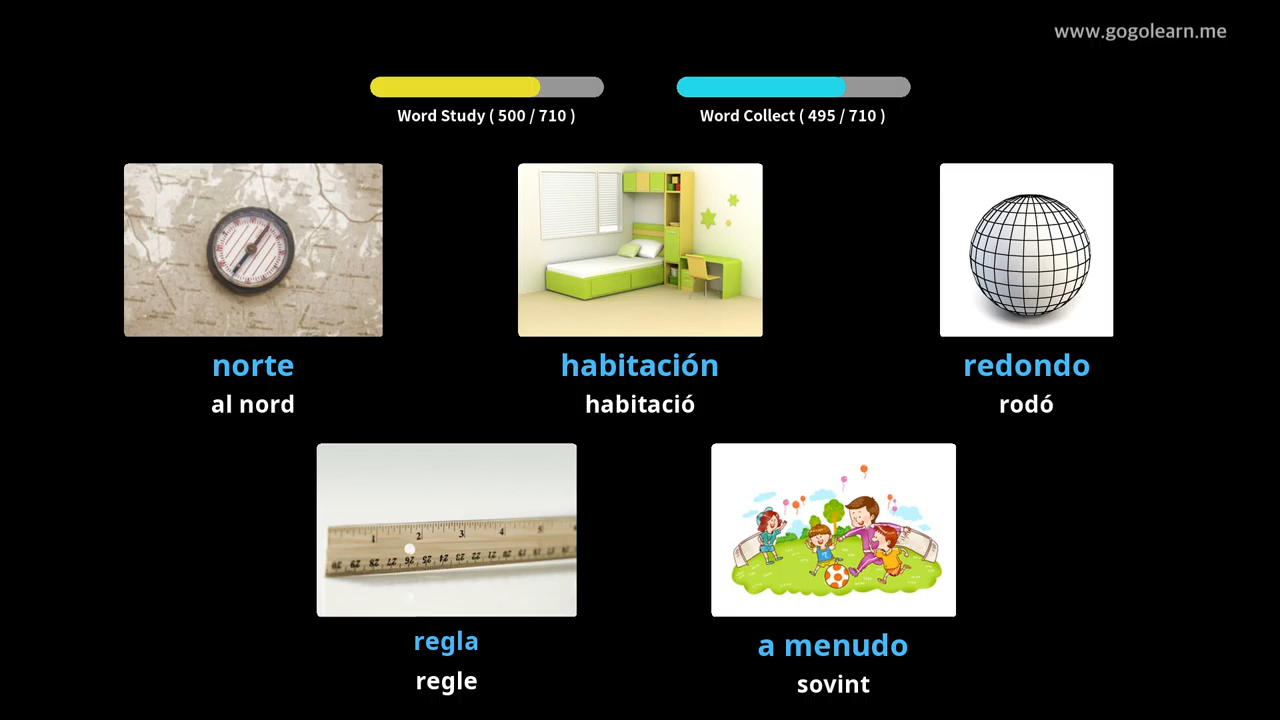 www.gogolearn.me
Word Study ( 500 / 710 )
Word Collect ( 495 / 710 )
norte
al nord
habitación
habitació
redondo
rodó
regla
regle
a menudo
sovint